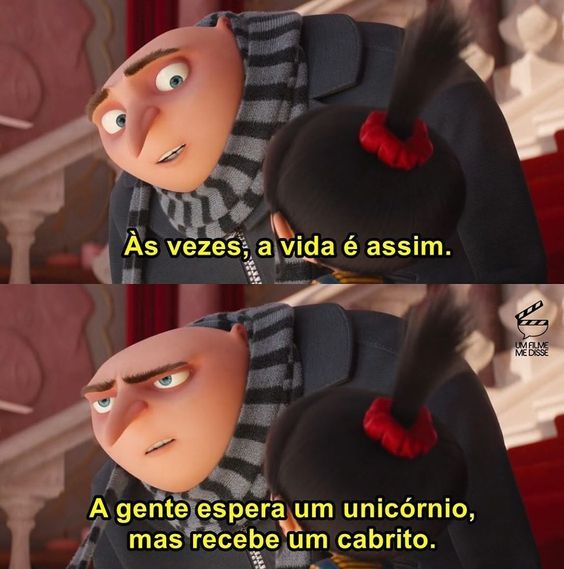 Às vezes, a vida é assim.
UM FILME
ME DISSE
A gente espera um unicórnio,
mas recebe um cabrito.